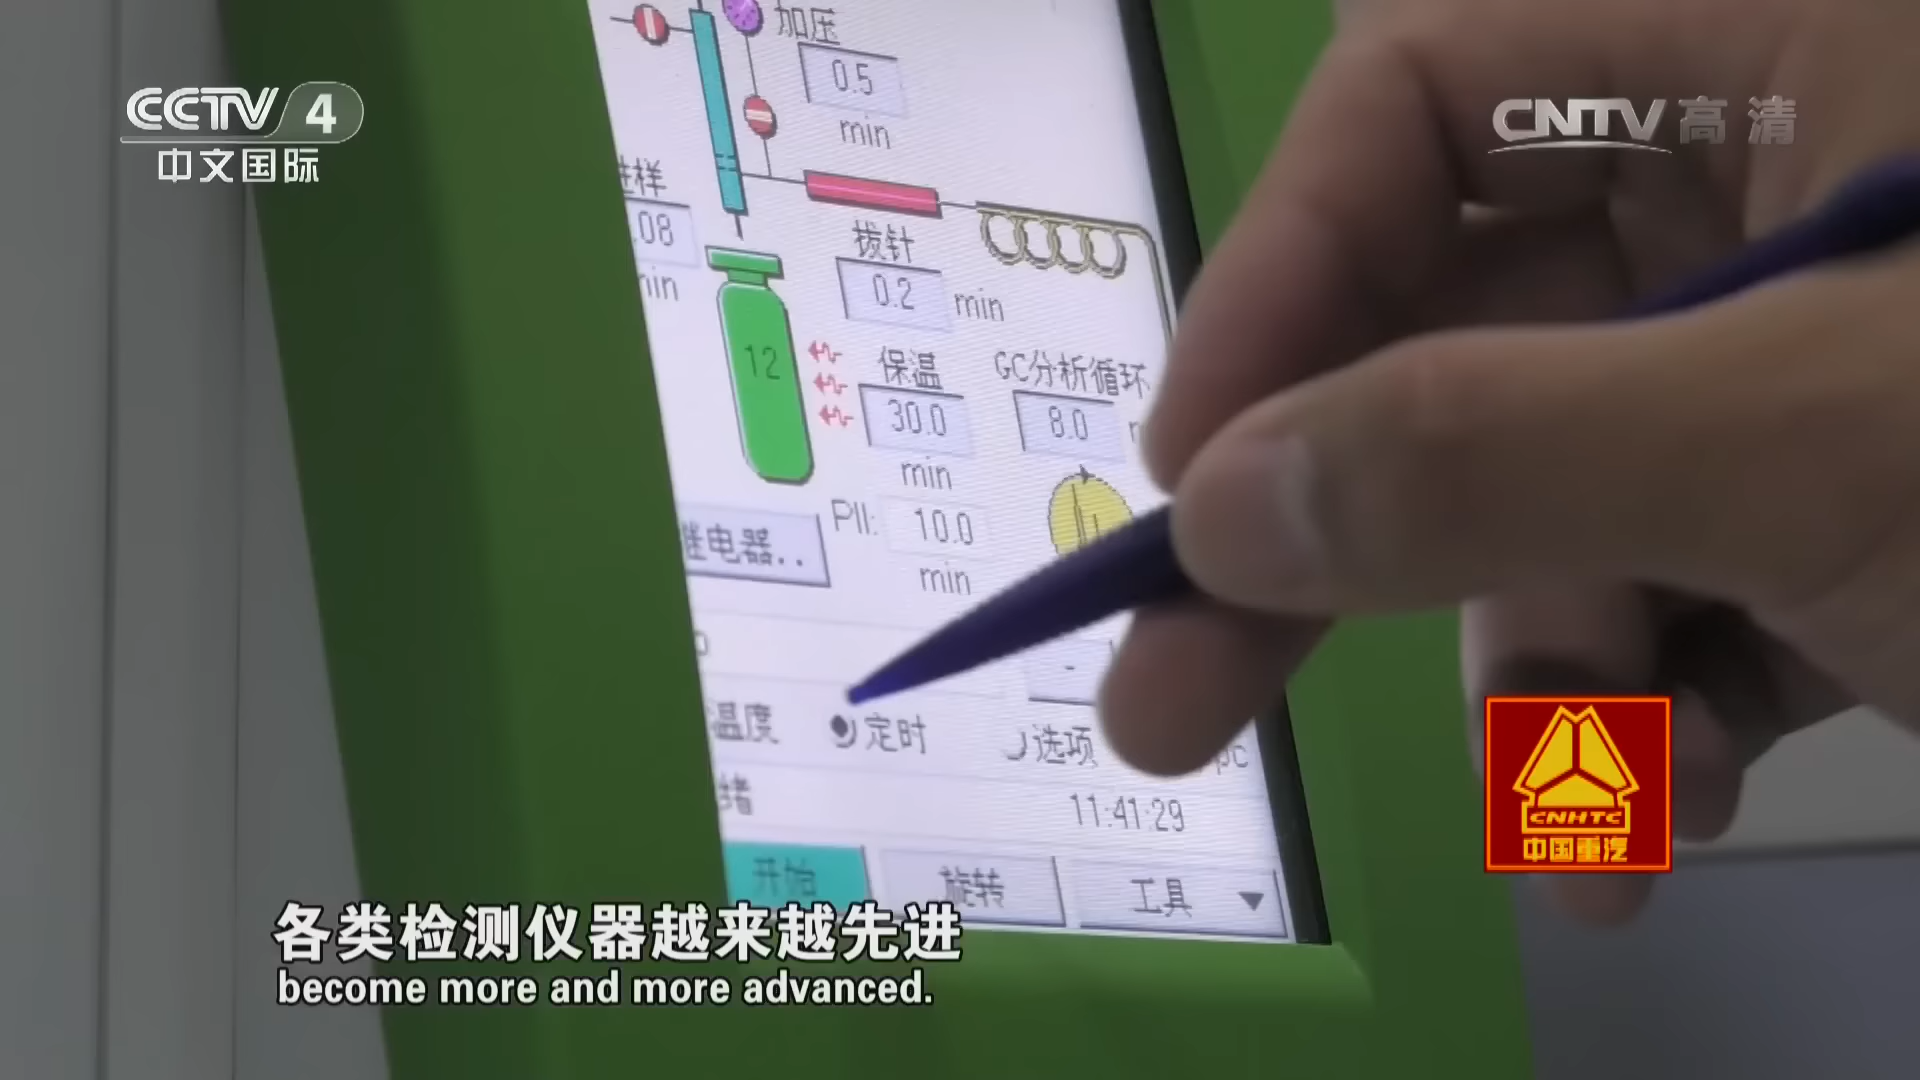 CCTV 4
中文国际
CNTV 高清
加压
0.5
min
进样
.08
min
拔针
0.2 min
12
保温
30.0
min
GC分析循环
8.0
继电器..
PII: 10.0
min
温度
定时
选项
11:41:29
开始
旋转
工具
CNHTC
中国重汽
各类检测仪器越来越先进
become more and more advanced.